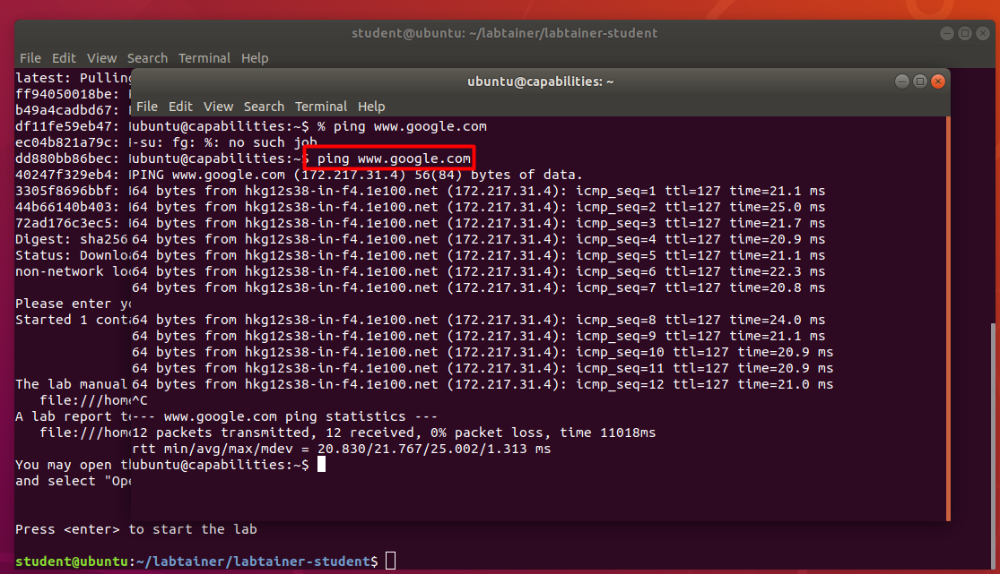 student@ubuntu: ~/labtainer/labtainer-student
File Edit View Search Terminal Help
latest: Pulling
ff94050018be:
b49a4cadbd67:
df11fe59eb47:
ec04b821a79c:
dd880bb86bec:
40247f329eb4:
3305f8696bbf:
44b66140b403:
72ad176c3ec5:
Digest: sha256
Status: Downlo
non-network lo
Please enter
Started 1
The lab manual
file:///home
A lab report
file:///home
You may open
and select
Press <enter> to start the lab
student@ubuntu:~/labtainer/labtainer-student$
ubuntu@capabilities: ~
File Edit View Search Terminal Help
ubuntu@capabilities:~$ % ping www.google.com
-su: fg: %: no such job
ubuntu@capabilities:~$ ping www.google.com
PING www.google.com (172.217.31.4) 56(84) bytes of data.
64 bytes from hkg12s38-in-f4.1e100.net (172.217.31.4): icmp_seq=1 ttl=127 time=21.1 ms
64 bytes from hkg12s38-in-f4.1e100.net (172.217.31.4): icmp_seq=2 ttl=127 time=25.0 ms
64 bytes from hkg12s38-in-f4.1e100.net (172.217.31.4): icmp_seq=3 ttl=127 time=21.7 ms
64 bytes from hkg12s38-in-f4.1e100.net (172.217.31.4): icmp_seq=4 ttl=127 time=20.9 ms
64 bytes from hkg12s38-in-f4.1e100.net (172.217.31.4): icmp_seq=5 ttl=127 time=21.1 ms
64 bytes from hkg12s38-in-f4.1e100.net (172.217.31.4): icmp_seq=6 ttl=127 time=22.3 ms
64 bytes from hkg12s38-in-f4.1e100.net (172.217.31.4): icmp_seq=7 ttl=127 time=20.8 ms
64 bytes from hkg12s38-in-f4.1e100.net (172.217.31.4): icmp_seq=8 ttl=127 time=24.0 ms
64 bytes from hkg12s38-in-f4.1e100.net (172.217.31.4): icmp_seq=9 ttl=127 time=21.1 ms
64 bytes from hkg12s38-in-f4.1e100.net (172.217.31.4): icmp_seq=10 ttl=127 time=20.9 ms
64 bytes from hkg12s38-in-f4.1e100.net (172.217.31.4): icmp_seq=11 ttl=127 time=20.9 ms
64 bytes from hkg12s38-in-f4.1e100.net (172.217.31.4): icmp_seq=12 ttl=127 time=21.0 ms
^C
--- www.google.com ping statistics ---
12 packets transmitted, 12 received, 0% packet loss, time 11018ms
rtt min/avg/max/mdev = 20.830/21.767/25.002/1.313 ms
ubuntu@capabilities:~$